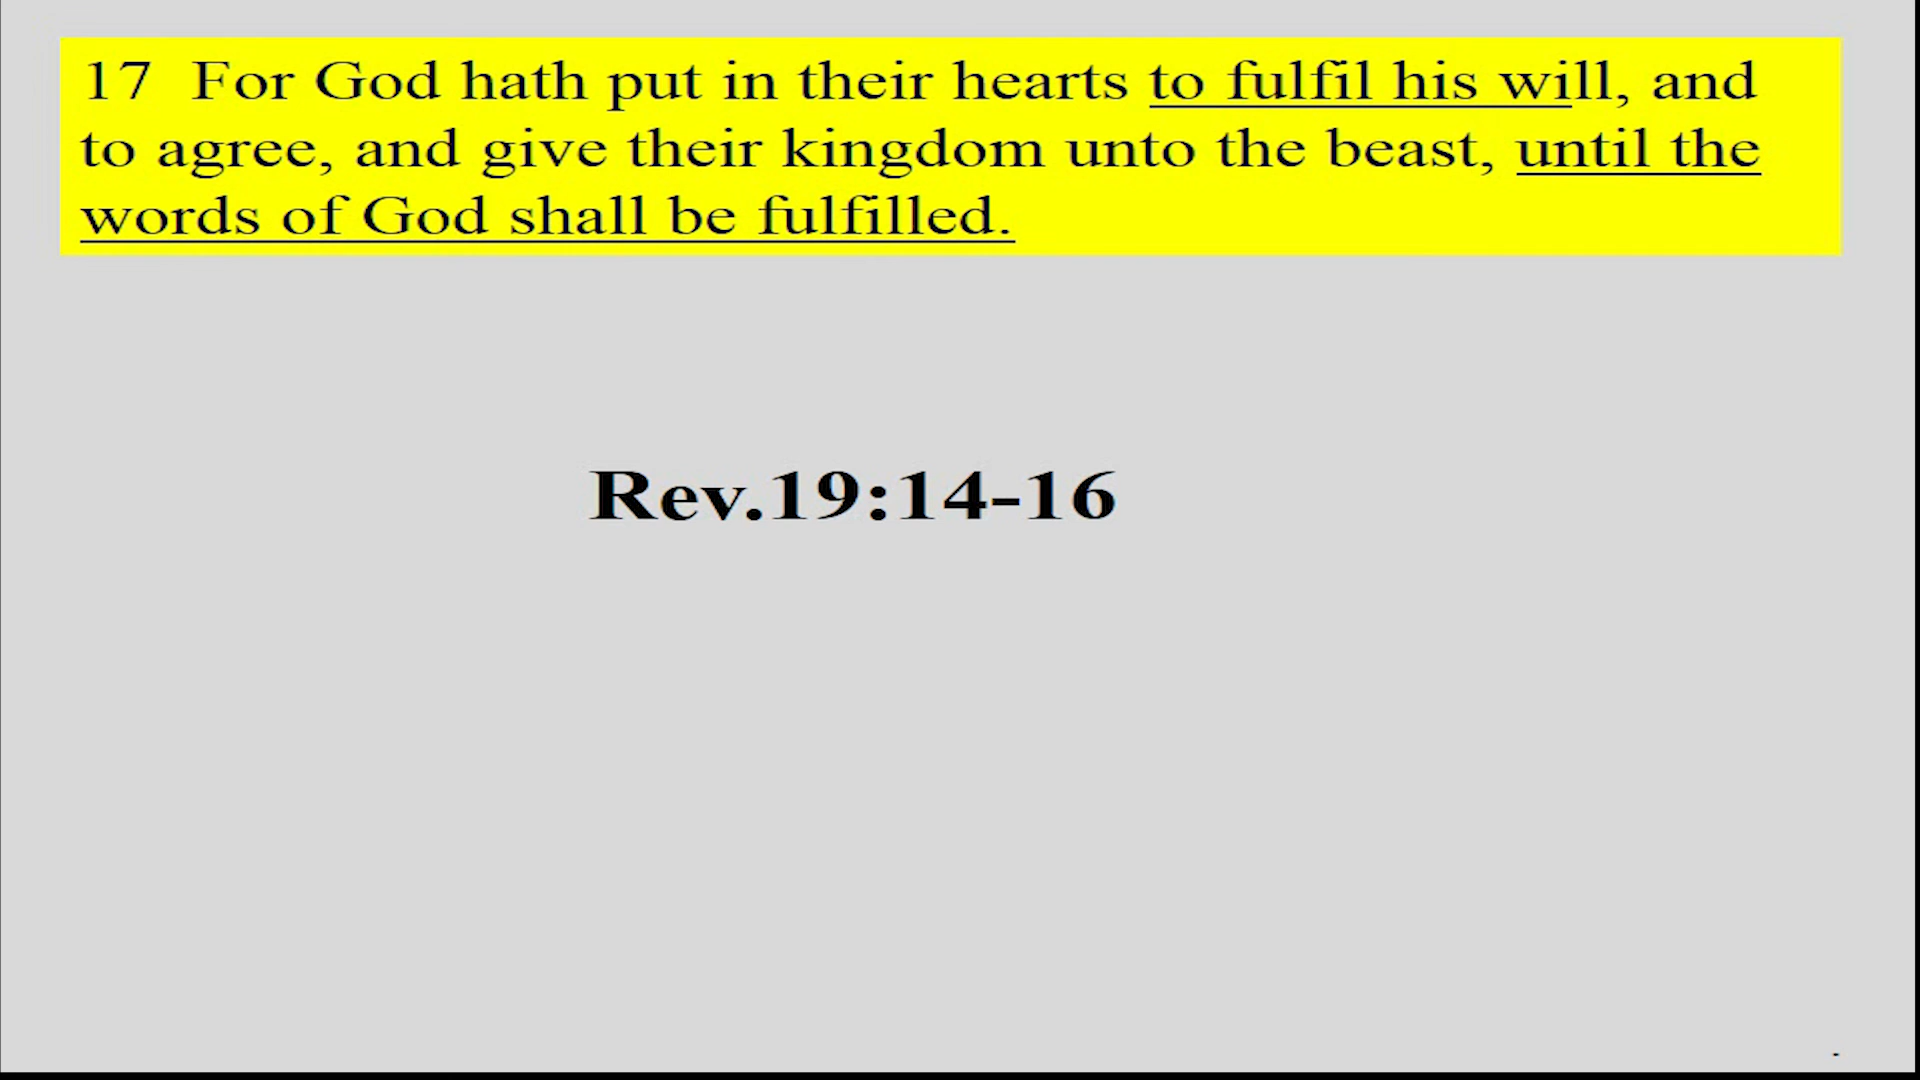 17 For God hath put in their hearts to fulfil his will, and
to agree, and give their kingdom unto the beast, until the
words of God shall be fulfilled.
Rev.19:14-16